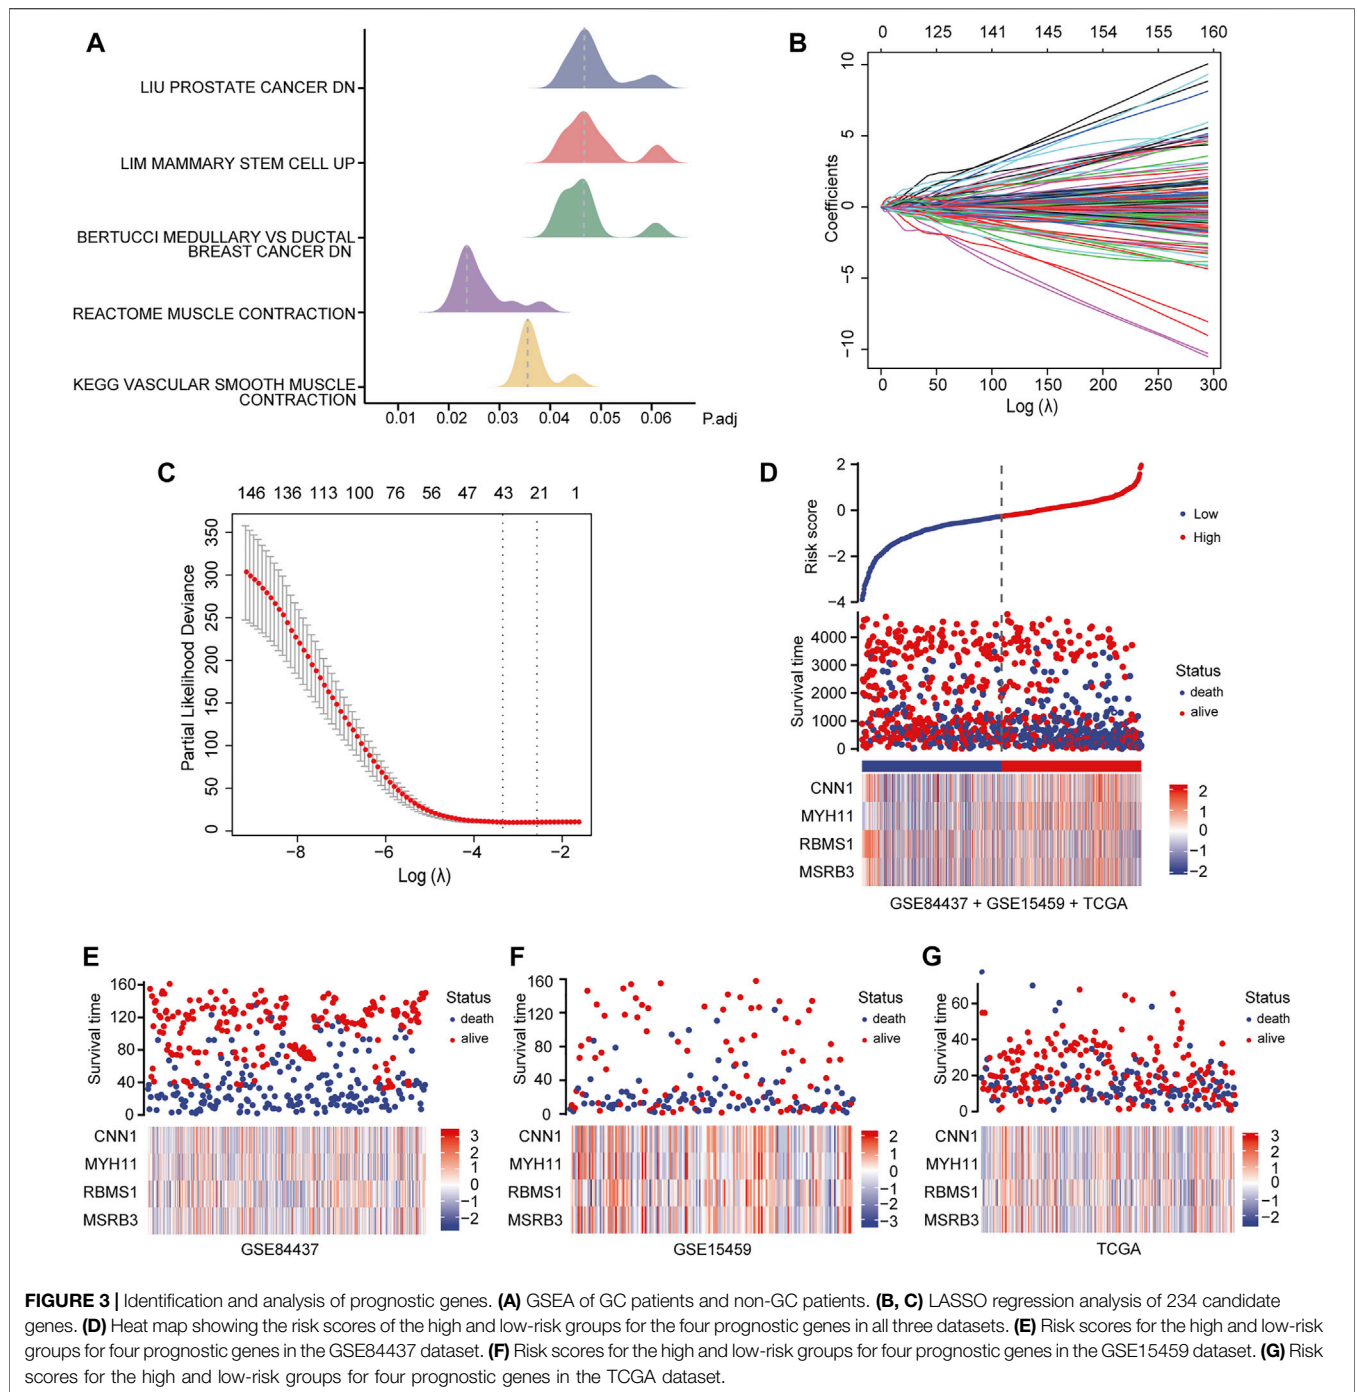 A
LIU PROSTATE CANCER DN
LIM MAMMARY STEM CELL UP
BERTUCCI MEDULLARY VS DUCTAL
BREAST CANCER DN
REACTOME MUSCLE CONTRACTION
KEGG VASCULAR SMOOTH MUSCLE
CONTRACTION
0.01 0.02 0.03 0.04 0.05 0.06 P.adj
B
0 125 141 145 154 155 160
Coefficients
10
5
0
−5
−10
0 50 100 150 200 250 300
Log (λ)
C
146 136 113 100 76 56 47 43 21 1
Partial Likelihood Deviance
350
300
250
200
150
100
50
0
−8 −6 −4 −2
Log (λ)
D
Risk score
2
0
−2
−4
Low
High
Survival time
4000
3000
2000
1000
0
Status
death
alive
CNN1
MYH11
RBMS1
MSRB3
2
1
0
−1
−2
GSE84437 + GSE15459 + TCGA
E
Survival time
160
120
80
40
0
Status
death
alive
CNN1
MYH11
RBMS1
MSRB3
3
2
1
0
−1
−2
GSE84437
F
Survival time
160
120
80
40
0
Status
death
alive
CNN1
MYH11
RBMS1
MSRB3
2
1
0
−1
−2
−3
GSE15459
G
Survival time
60
40
20
0
Status
death
alive
CNN1
MYH11
RBMS1
MSRB3
3
2
1
0
−1
−2
TCGA
FIGURE 3 | Identification and analysis of prognostic genes. (A) GSEA of GC patients and non-GC patients. (B, C) LASSO regression analysis of 234 candidate
genes. (D) Heat map showing the risk scores of the high and low-risk groups for the four prognostic genes in all three datasets. (E) Risk scores for the high and low-risk
groups for four prognostic genes in the GSE84437 dataset. (F) Risk scores for the high and low-risk groups for four prognostic genes in the GSE15459 dataset. (G) Risk
scores for the high and low-risk groups for four prognostic genes in the TCGA dataset.